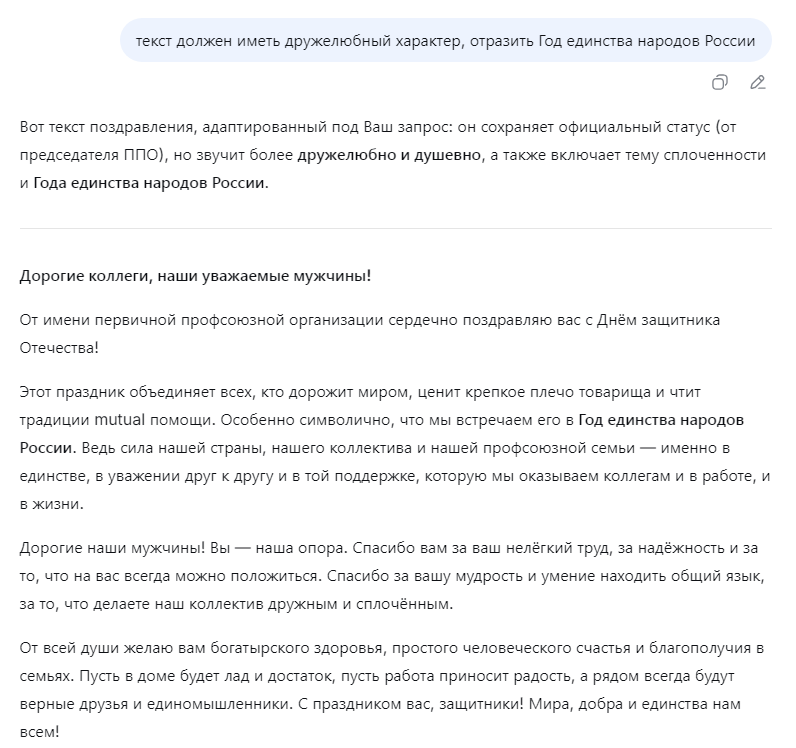 текст должен иметь дружелюбный характер, отразить Год единства народов России
Вот текст поздравления, адаптированный под Ваш запрос: он сохраняет официальный статус (от
председателя ППО), но звучит более дружелюбно и душевно, а также включает тему сплоченности
и Года единства народов России.
Дорогие коллеги, наши уважаемые мужчины!
От имени первичной профсоюзной организации сердечно поздравляю вас с Днём защитника
Отечества!
Этот праздник объединяет всех, кто дорожит миром, ценит крепкое плечо товарища и чтит
традиции mutual помощи. Особенно символично, что мы встречаем его в Год единства народов
России. Ведь сила нашей страны, нашего коллектива и нашей профсоюзной семьи — именно в
единстве, в уважении друг к другу и в той поддержке, которую мы оказываем коллегам и в работе, и
в жизни.
Дорогие наши мужчины! Вы — наша опора. Спасибо вам за ваш нелёгкий труд, за надёжность и за
то, что на вас всегда можно положиться. Спасибо за вашу мудрость и умение находить общий язык,
за то, что делаете наш коллектив дружным и сплочённым.
От всей души желаю вам богатырского здоровья, простого человеческого счастья и благополучия в
семьях. Пусть в доме будет лад и достаток, пусть работа приносит радость, а рядом всегда будут
верные друзья и единомышленники. С праздником вас, защитники! Мира, добра и единства нам
всем!